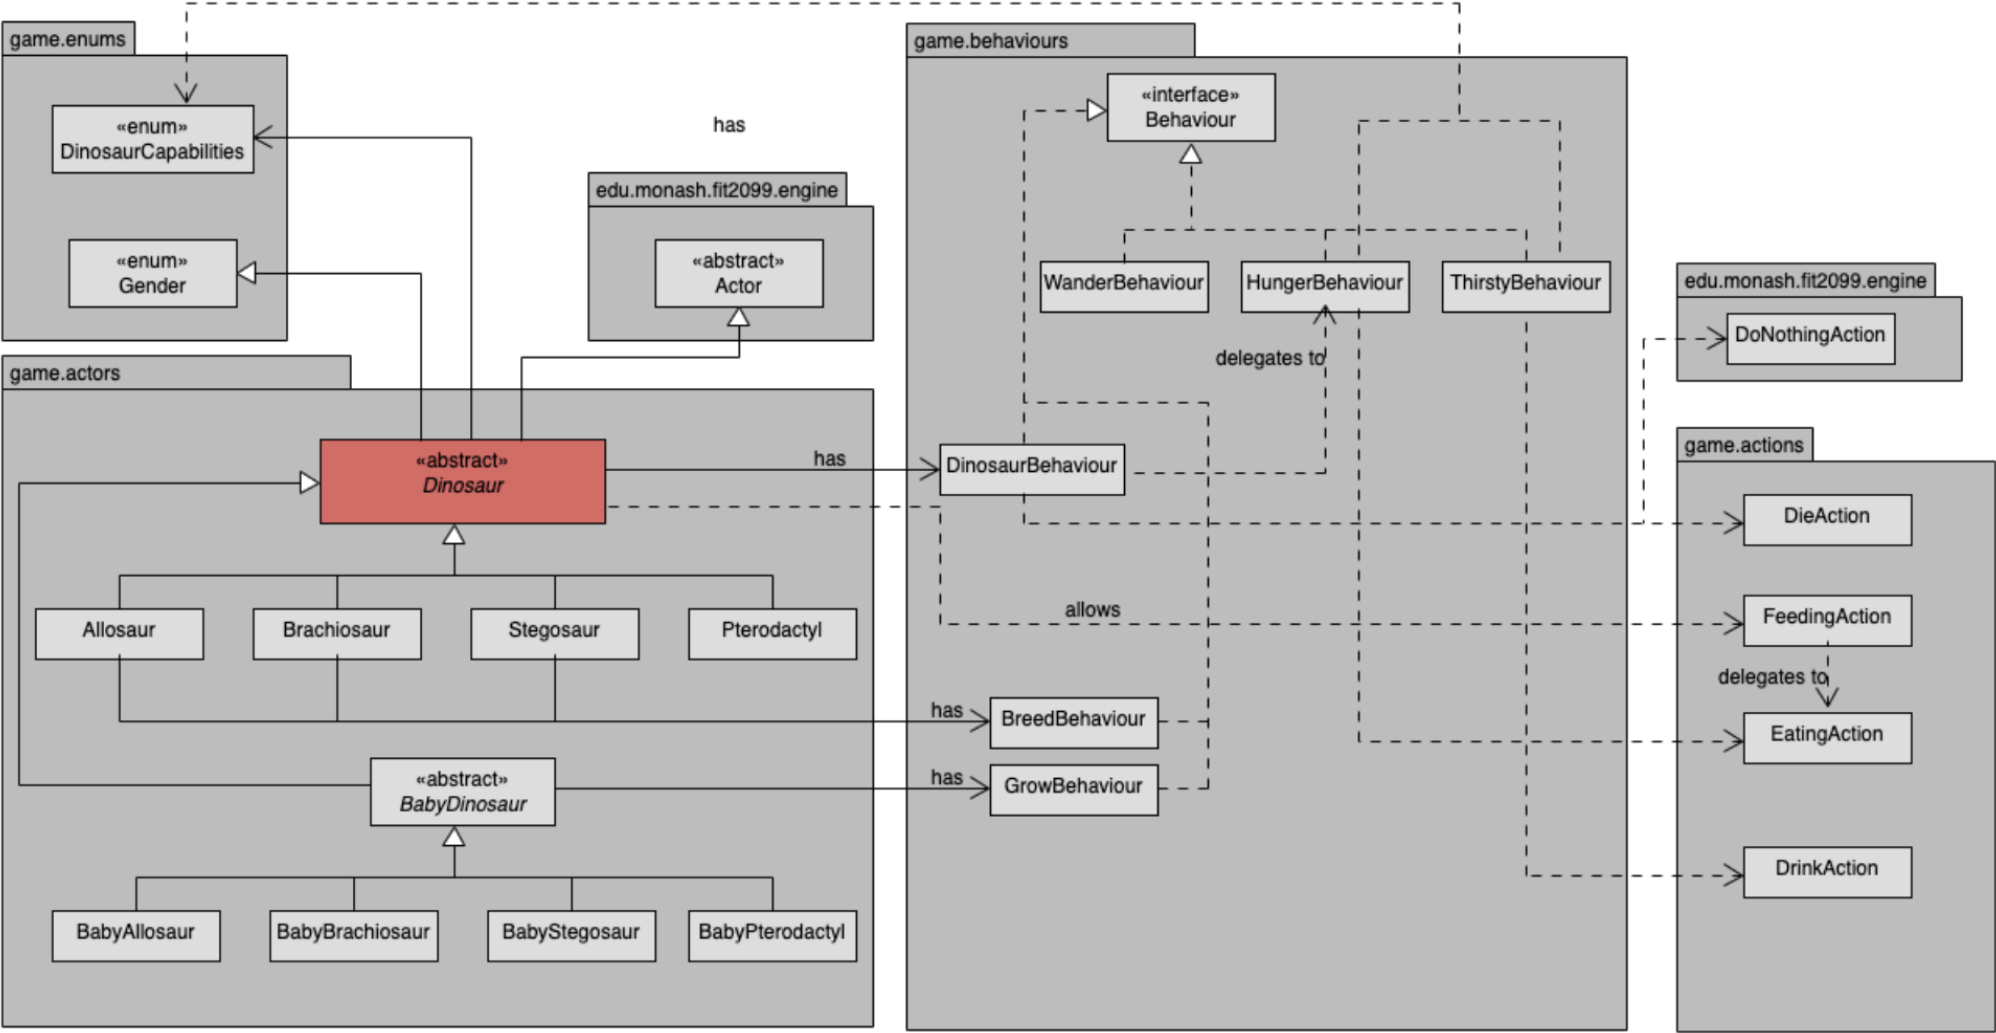 game.enums
«enum»
DinosaurCapabilities
«enum»
Gender
has
edu.monash.fit2099.engine
«abstract»
Actor
game.actors
«abstract»
Dinosaur
has
Allosaur
Brachiosaur
Stegosaur
Pterodactyl
has
«abstract»
BabyDinosaur
has
BabyAllosaur
BabyBrachiosaur
BabyStegosaur
BabyPterodactyl
game.behaviours
«interface»
Behaviour
WanderBehaviour
HungerBehaviour
ThirstyBehaviour
delegates to
DinosaurBehaviour
allows
BreedBehaviour
GrowBehaviour
edu.monash.fit2099.engine
DoNothingAction
game.actions
DieAction
FeedingAction
delegates to
EatingAction
DrinkAction